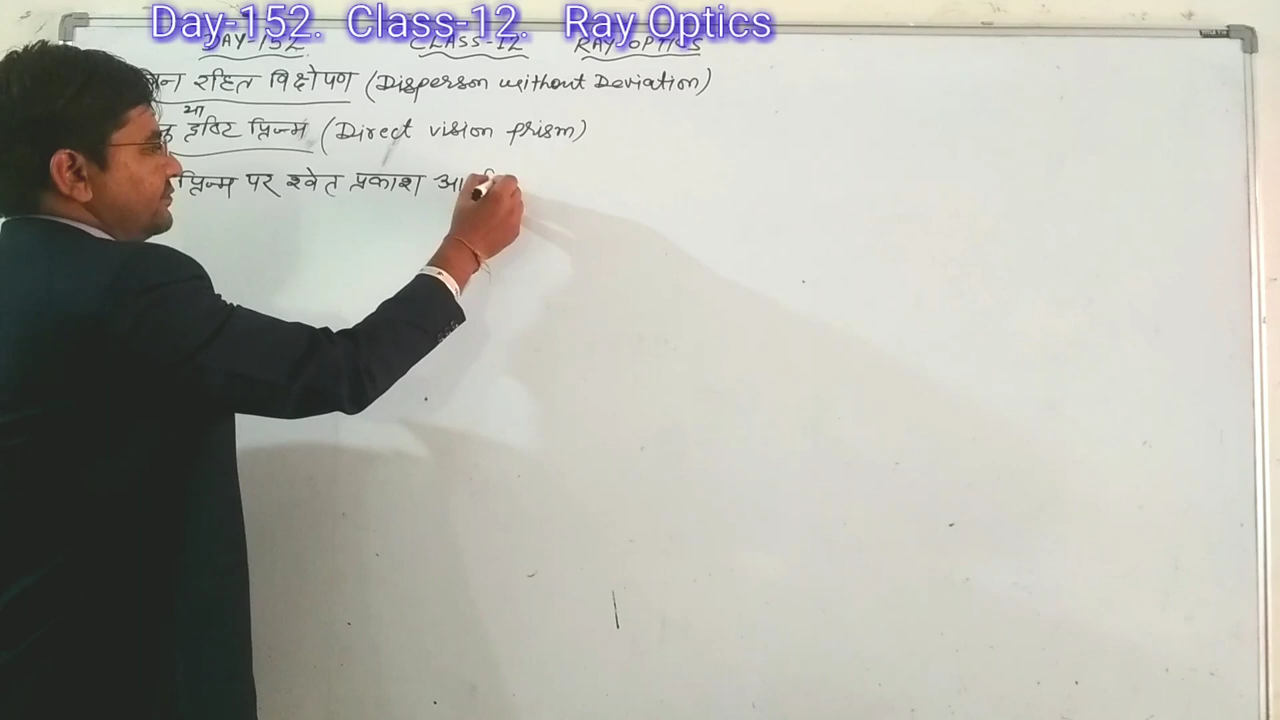 Day-152. Class-12. Ray Optics
DAY-152 CLASS-12 RAY OPTICS
रहित विक्षेपण (Disperson without Deviation)
या
दृष्टि प्रिज्म (Direct vision prism)
प्रिज्म पर श्वेत प्रकाश